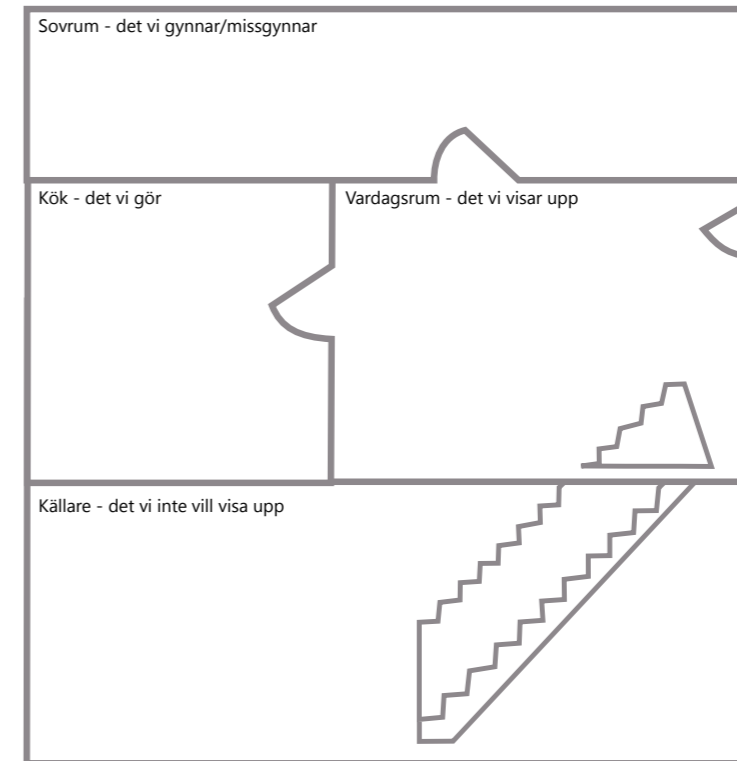 Sovrum - det vi gynnar/missgynnar
Kök - det vi gör
Vardagsrum - det vi visar upp
Källare - det vi inte vill visa upp